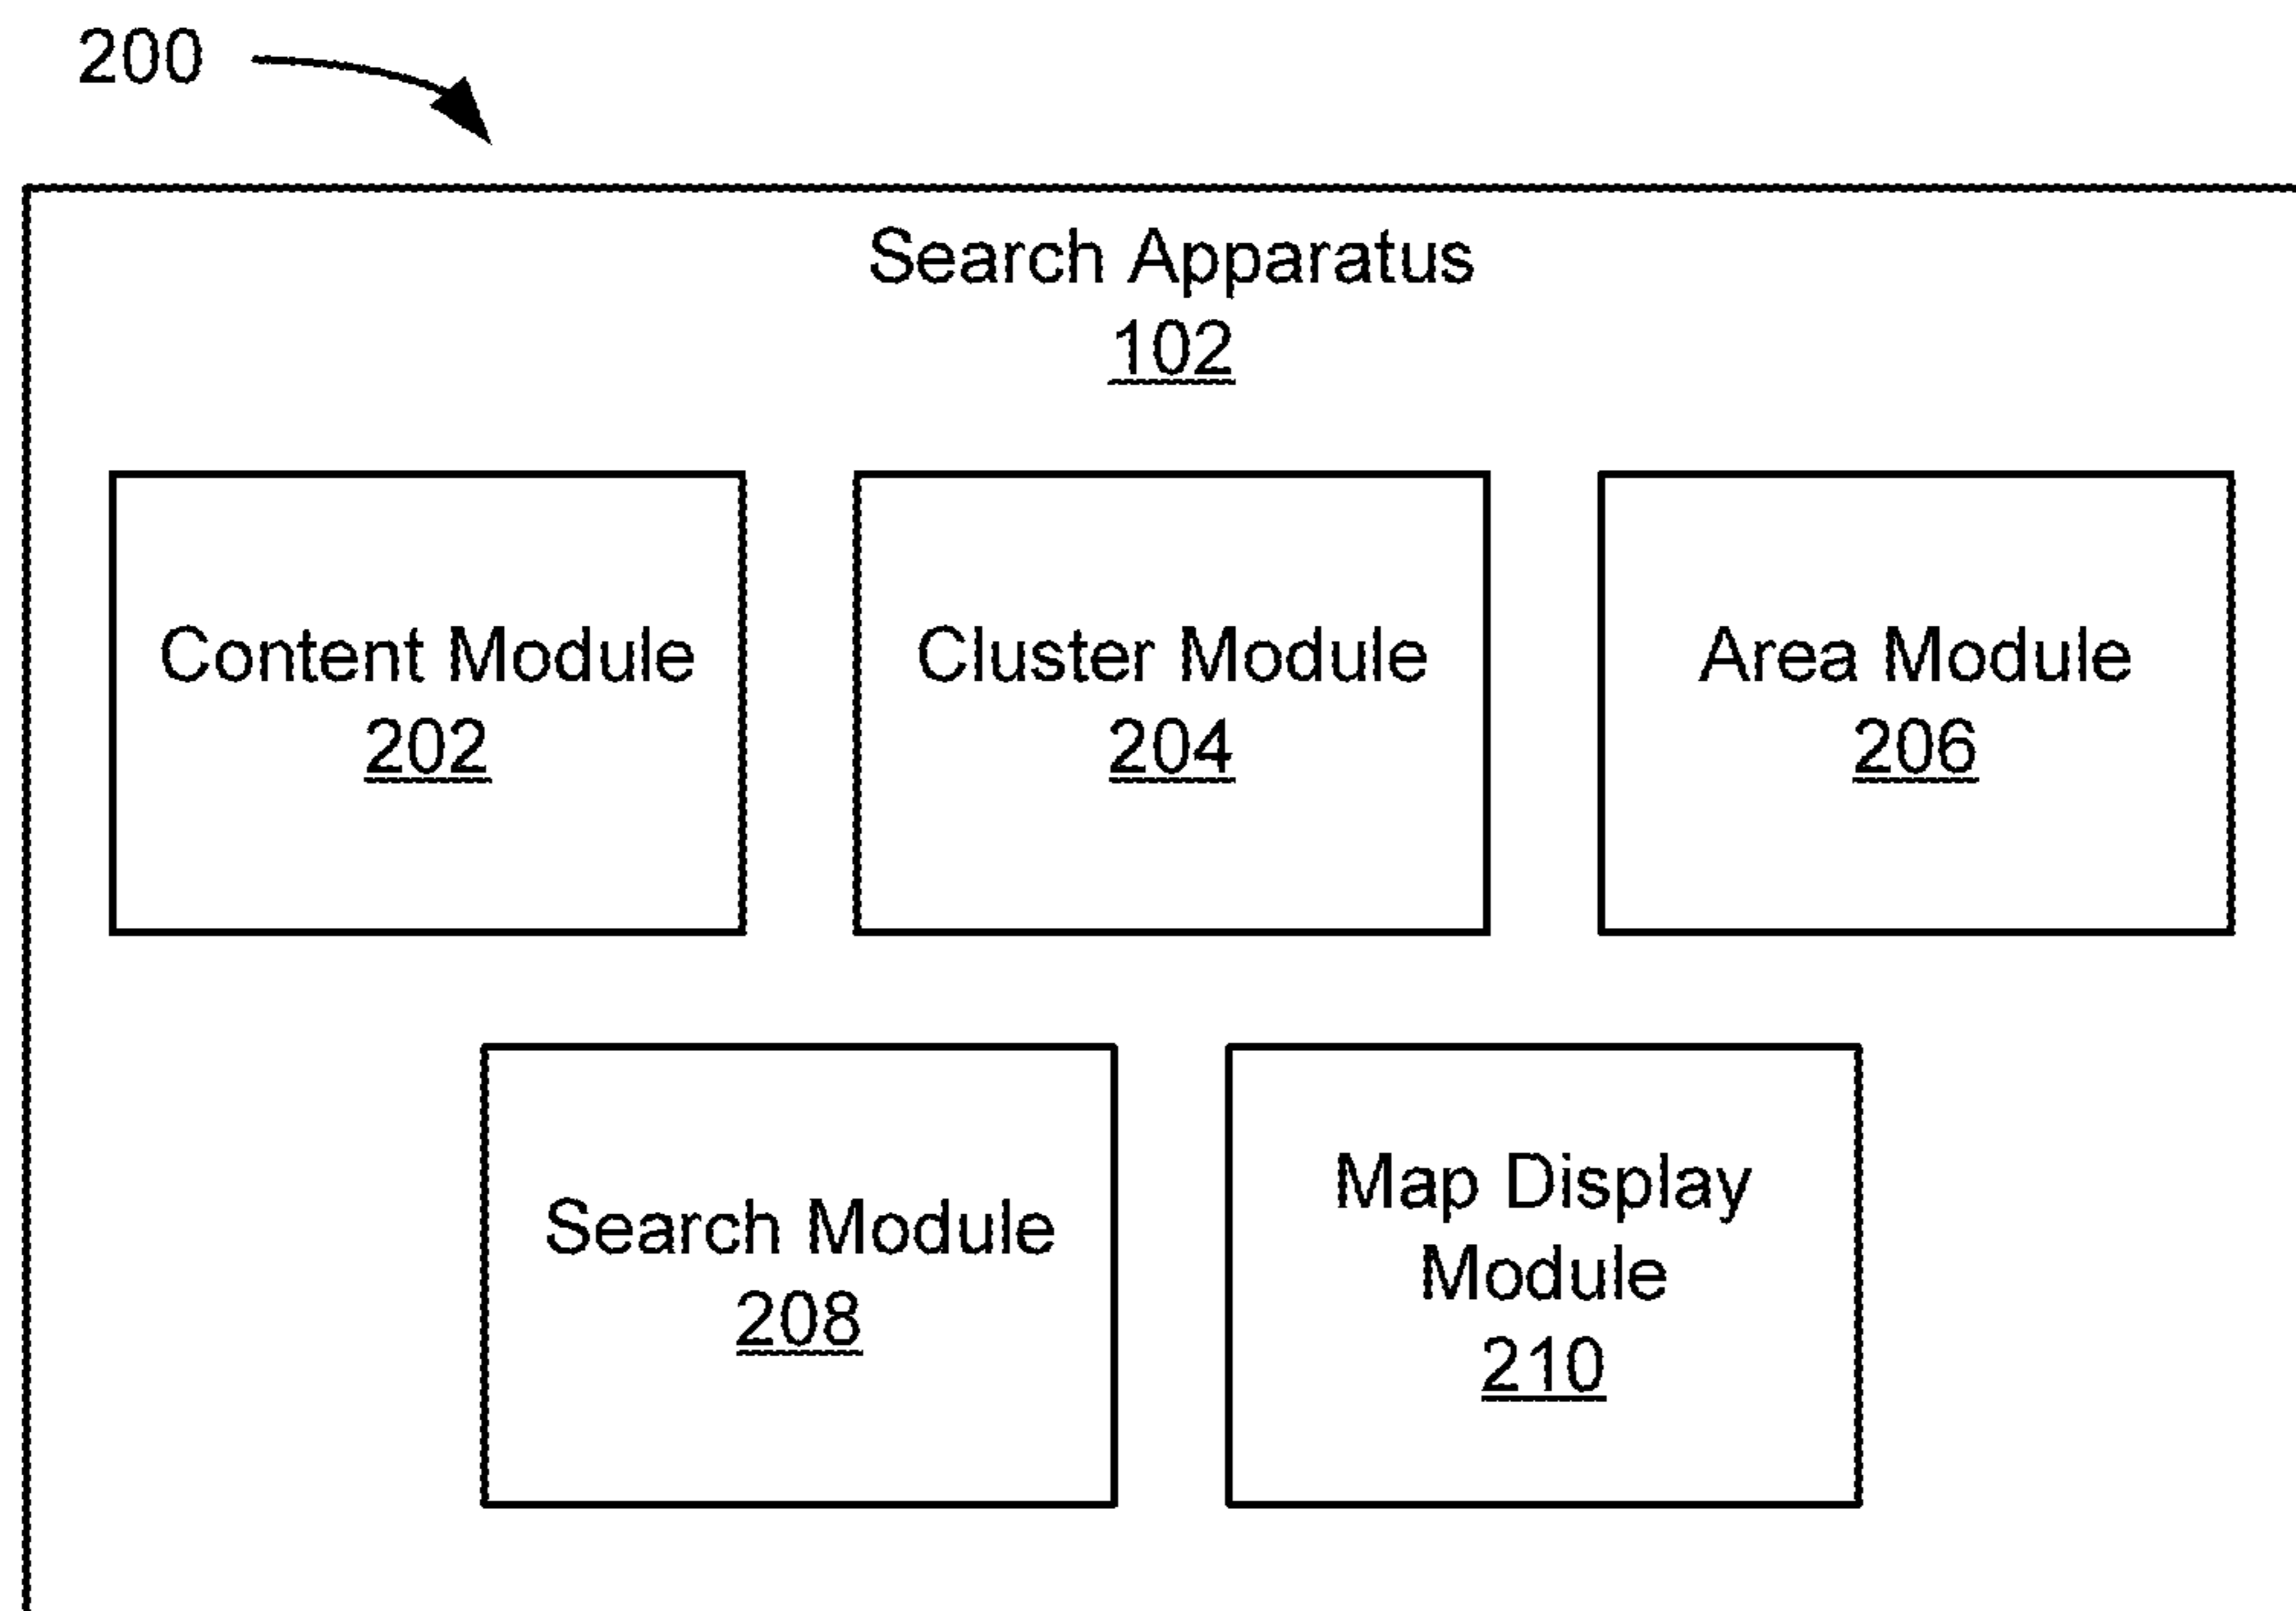 200
Search Apparatus
102
Content Module
202
Cluster Module
204
Area Module
206
Search Module
208
Map Display
Module
210